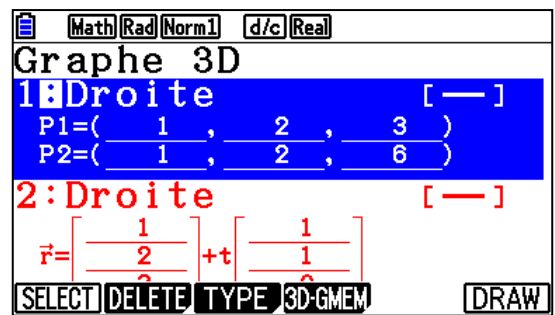 Math Rad Norm1 d/c Real
Graphe 3D
1:Droite [—]
P1=( 1 , 2 , 3 )
P2=( 1 , 2 , 6 )
2:Droite [—]
1 1
r⃗= 2 +t 1
SELECT DELETE TYPE 3D·GMEM DRAW